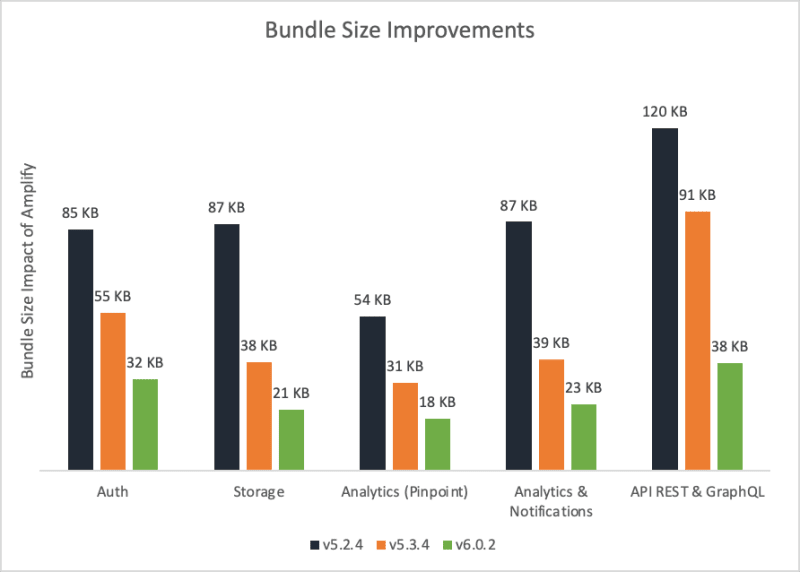 Bundle Size Improvements
Bundle Size Impact of Amplify
85 KB
55 KB
32 KB
87 KB
38 KB
21 KB
54 KB
31 KB
18 KB
87 KB
39 KB
23 KB
120 KB
91 KB
38 KB
Auth
Storage
Analytics (Pinpoint)
Analytics &
Notifications
API REST & GraphQL
v5.2.4 v5.3.4 v6.0.2